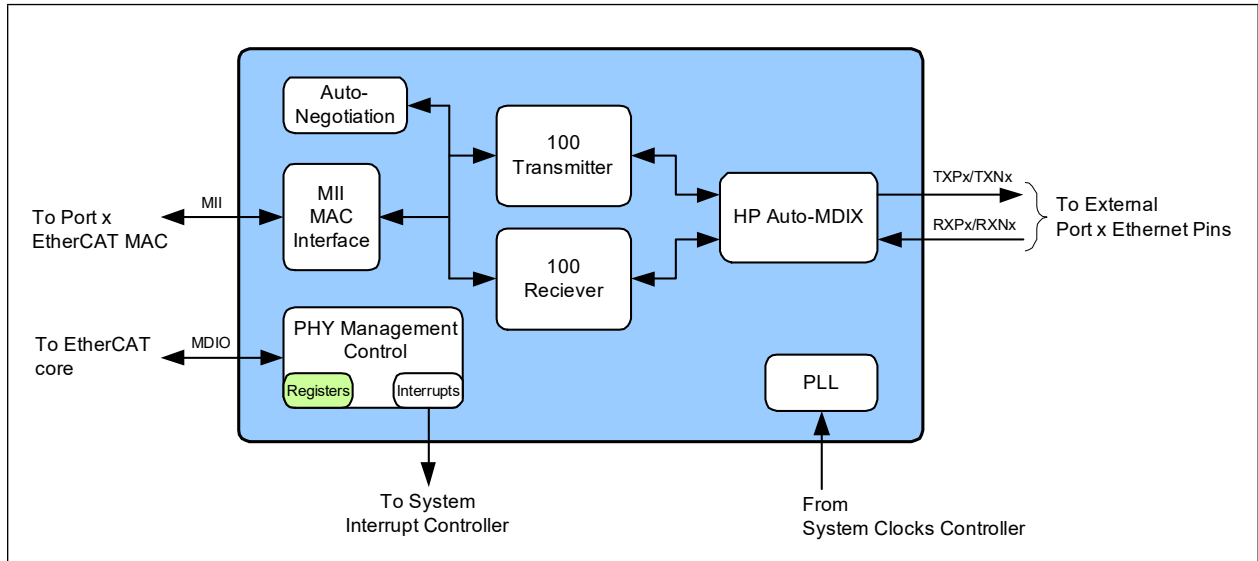 Auto-
Negotiation
100
Transmitter
MII
MAC
Interface
HP Auto-MDIX
TXPx/TXNx
RXPx/RXNx
To External
Port x Ethernet Pins
MII
To Port x
EtherCAT MAC
100
Reciever
PHY Management
Control
Registers
Interrupts
MDIO
To EtherCAT
core
PLL
To System
Interrupt Controller
From
System Clocks Controller